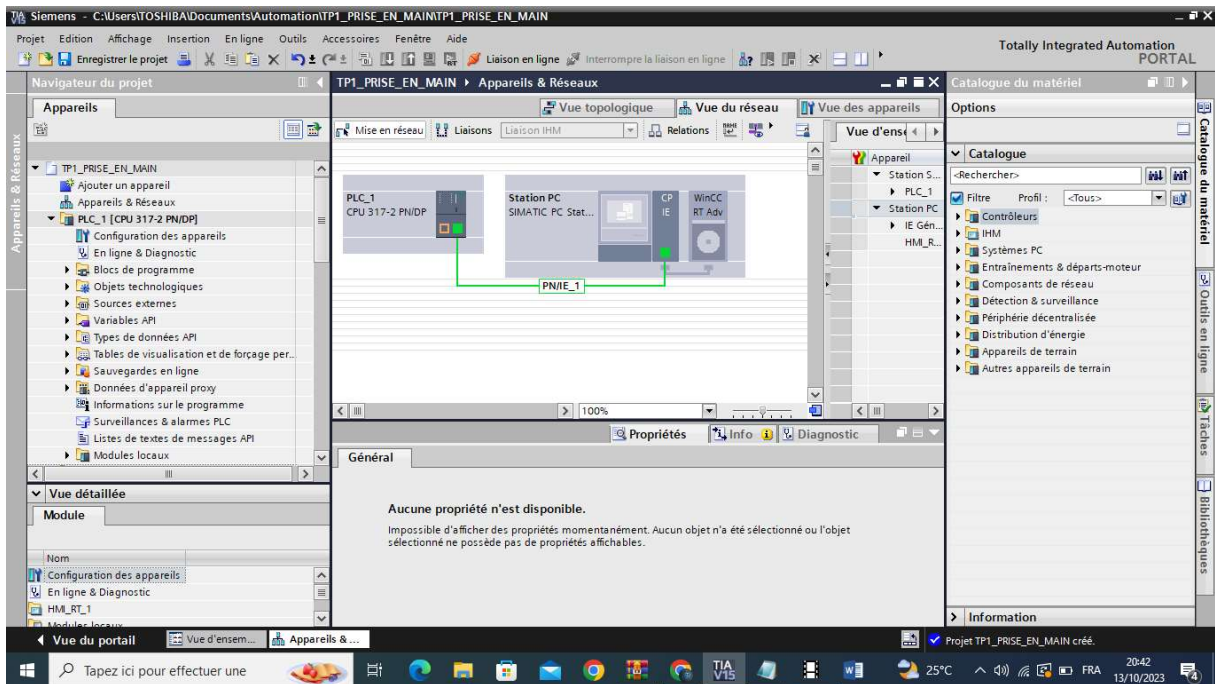 Siemens - C:\Users\TOSHIBA\Documents\Automation\TP1_PRISE_EN_MAIN\TP1_PRISE_EN_MAIN
Projet Edition Affichage Insertion En ligne Outils Accessoires Fenêtre Aide
Totally Integrated Automation
PORTAL
Enregistrer le projet Liaison en ligne Interrompre la liaison en ligne
Navigateur du projet
TP1_PRISE_EN_MAIN Appareils & Réseaux
Catalogue du matériel
Appareils
Vue topologique Vue du réseau Vue des appareils
Options
Mise en réseau Liaisons Liaison IHM Relations
Vue d'ense
Catalogue
<Rechercher>
Filtre Profil : <Tous>
Contrôleurs
IHM
Systèmes PC
Entraînements & départs-moteur
Composants de réseau
Détection & surveillance
Périphérie décentralisée
Distribution d'énergie
Appareils de terrain
Autres appareils de terrain
Information
TP1_PRISE_EN_MAIN
Ajouter un appareil
Appareils & Réseaux
PLC_1 [CPU 317-2 PN/DP]
Configuration des appareils
En ligne & Diagnostic
Blocs de programme
Objets technologiques
Sources externes
Variables API
Types de données API
Tables de visualisation et de forçage per...
Sauvegardes en ligne
Données d'appareil proxy
Informations sur le programme
Surveillances & alarmes PLC
Listes de textes de messages API
Modules locaux
PLC_1
CPU 317-2 PN/DP
Station PC
SIMATIC PC Stat...
CP
IE
WinCC
RT Adv
PN/IE_1
Appareil
Station S...
PLC_1
Station PC
IE Gén...
HMI_R...
100%
Propriétés Info Diagnostic
Général
Aucune propriété n'est disponible.
Impossible d'afficher des propriétés momentanément. Aucun objet n'a été sélectionné ou l'objet
sélectionné ne possède pas de propriétés affichables.
Vue détaillée
Module
Nom
Configuration des appareils
En ligne & Diagnostic
HMI_RT_1
Modules locaux
Appareils & Réseaux
Catalogue du matériel
Outils en ligne
Tâches
Bibliothèques
Vue du portail Vue d'ensem... Appareils & ...
Projet TP1_PRISE_EN_MAIN créé.
Tapez ici pour effectuer une
TIA
V15
25°C
FRA
20:42
13/10/2023